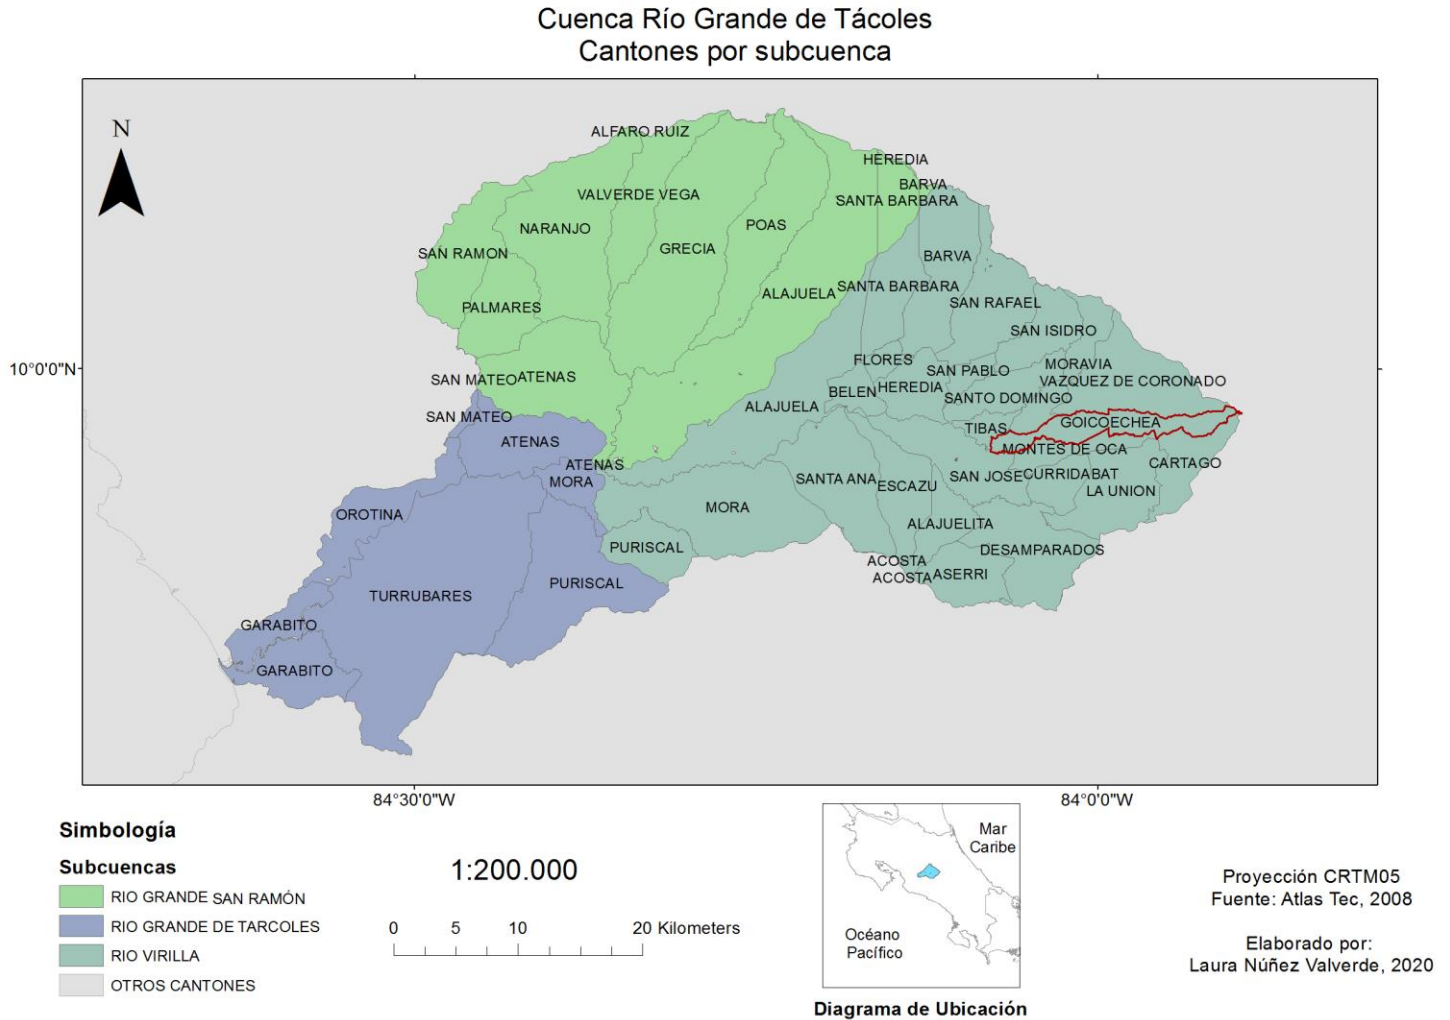 Cuenca Río Grande de Tácoles
Cantones por subcuenca
N
ALFARO RUIZ
HEREDIA
BARVA
VALVERDE VEGA
SANTA BARBARA
POAS
NARANJO
GRECIA
SAN RAMON
BARVA
SANTA BARBARA
ALAJUELA
SAN RAFAEL
PALMARES
SAN ISIDRO
FLORES
MORAVIA
10°0'0"N
SAN PABLO
SAN MATEO
ATENAS
VAZQUEZ DE CORONADO
HEREDIA
BELEN
SANTO DOMINGO
ALAJUELA
SAN MATEO
GOICOECHEA
TIBAS
ATENAS
MONTES DE OCA
ATENAS
CARTAGO
SAN JOSE
CURRIDABAT
SANTA ANA
MORA
ESCAZU
LA UNION
MORA
OROTINA
ALAJUELITA
PURISCAL
DESAMPARADOS
ACOSTA
ACOSTA
ASERRI
PURISCAL
TURRUBARES
GARABITO
GARABITO
84°30'0"W
84°0'0"W
Simbología
Subcuencas
RIO GRANDE SAN RAMÓN
RIO GRANDE DE TARCOLES
RIO VIRILLA
OTROS CANTONES
1:200.000
0 5 10 20 Kilometers
Mar
Caribe
Océano
Pacífico
Diagrama de Ubicación
Proyección CRTM05
Fuente: Atlas Tec, 2008
Elaborado por:
Laura Núñez Valverde, 2020